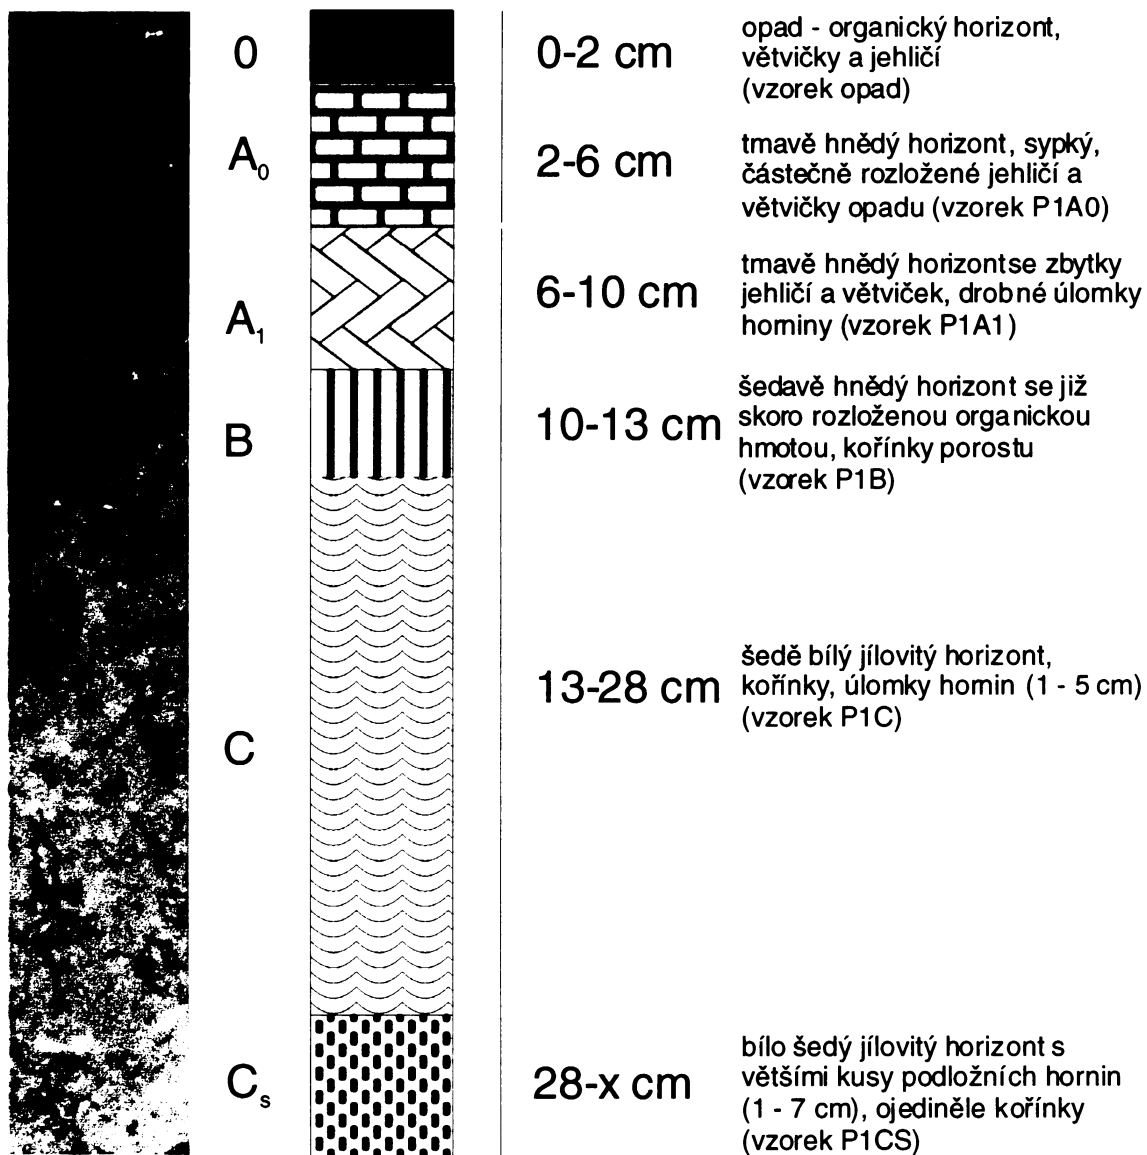 0
0-2 cm
opad - organický horizont,
větvičky a jehličí
(vzorek opad)
A0
2-6 cm
tmavě hnědý horizont, sypký,
částečně rozložené jehličí a
větvičky opadu (vzorek P1A0)
A1
6-10 cm
tmavě hnědý horizontse zbytky
jehličí a větviček, drobné úlomky
horniny (vzorek P1A1)
B
10-13 cm
šedavě hnědý horizont se již
skoro rozloženou organickou
hmotou, kořínky porostu
(vzorek P1B)
C
13-28 cm
šedě bílý jílovitý horizont,
kořínky, úlomky hornin (1 - 5 cm)
(vzorek P1C)
Cs
28-x cm
bílo šedý jílovitý horizont s
většími kusy podložních hornin
(1 - 7 cm), ojediněle kořínky
(vzorek P1CS)